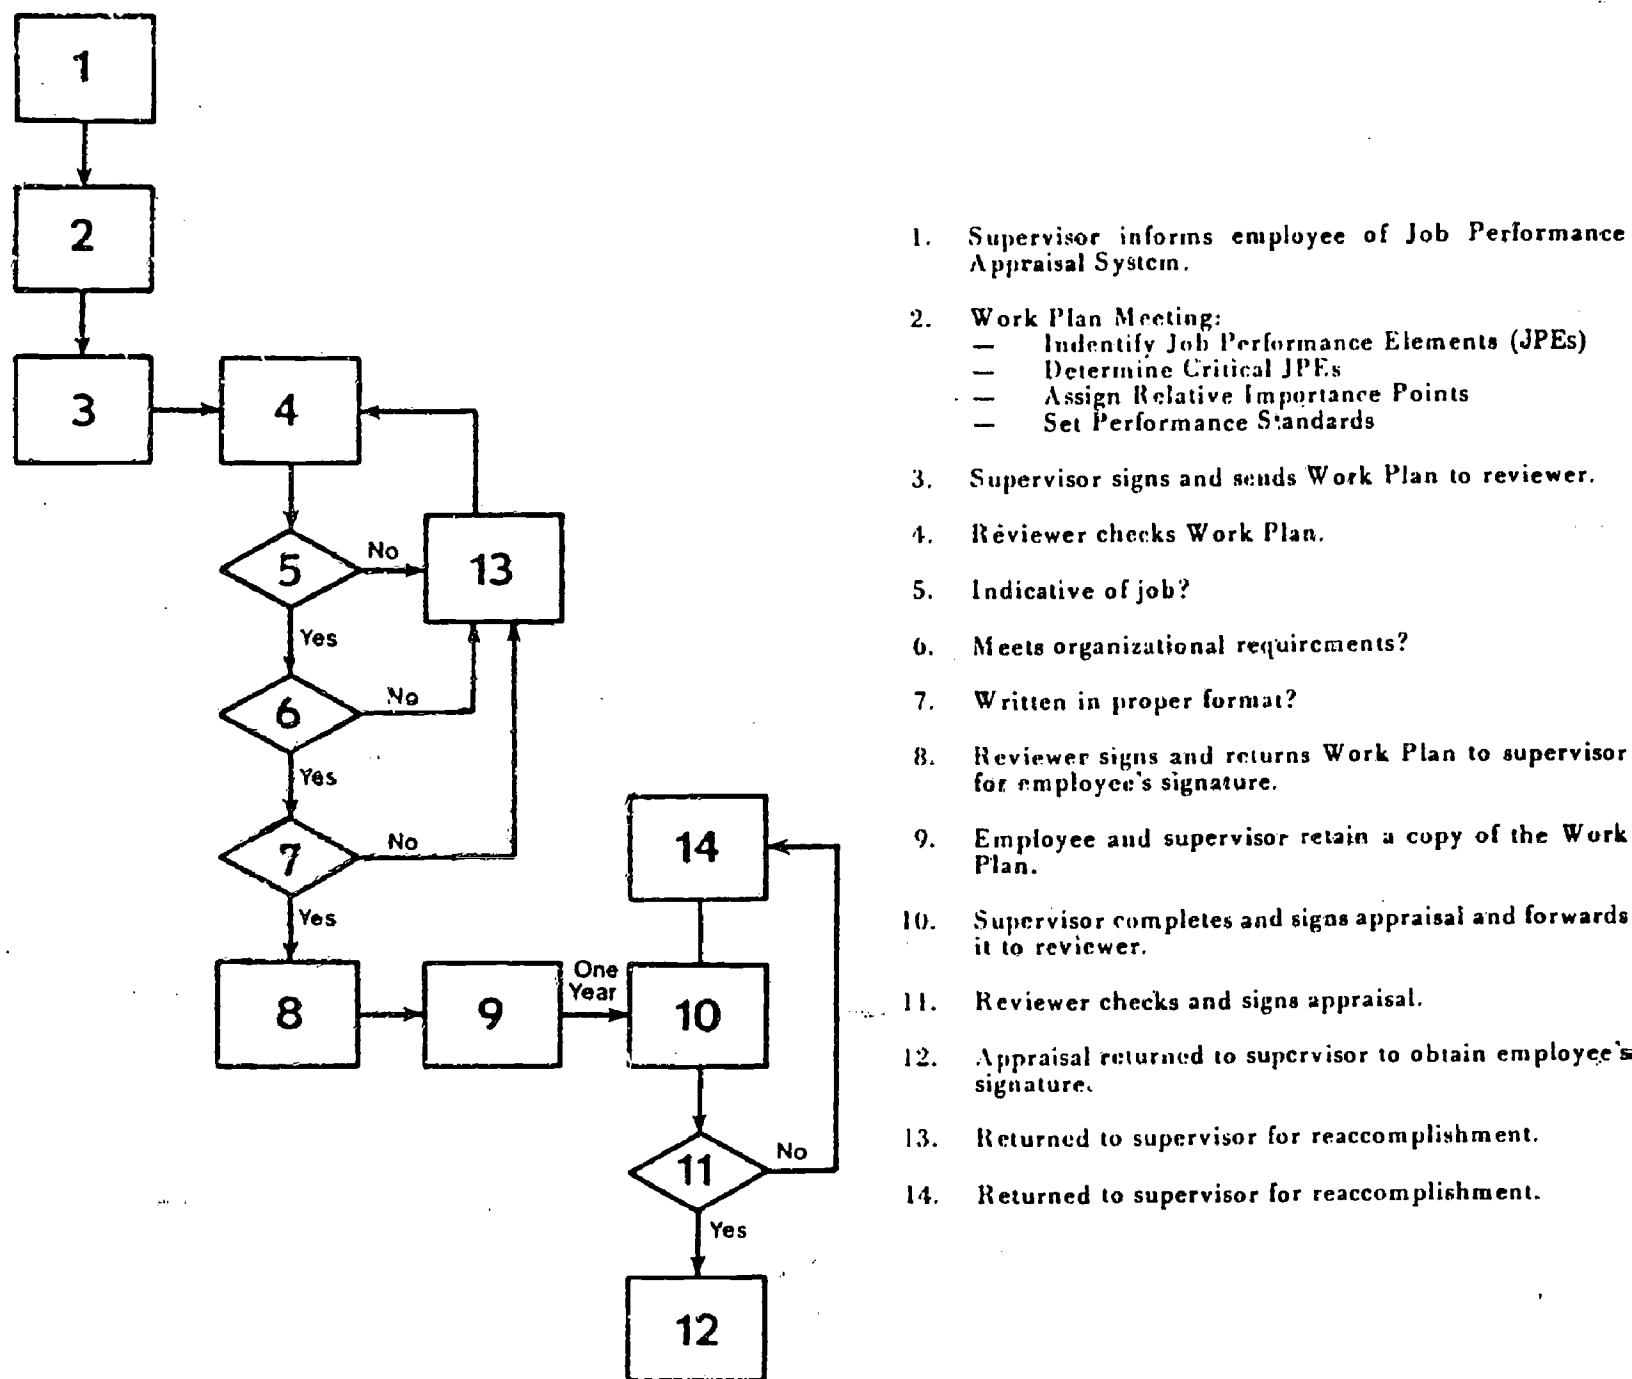 1
2
3
4
5
No
13
Yes
6
No
Yes
7
No
Yes
14
8
9
One
Year
10
11
No
Yes
12
1. Supervisor informs employee of Job Performance
Appraisal System.
2. Work Plan Meeting:
— Indentify Job Performance Elements (JPEs)
— Determine Critical JPEs
— Assign Relative Importance Points
— Set Performance Standards
3. Supervisor signs and sends Work Plan to reviewer.
4. Reviewer checks Work Plan.
5. Indicative of job?
6. Meets organizational requirements?
7. Written in proper format?
8. Reviewer signs and returns Work Plan to supervisor
for employee's signature.
9. Employee and supervisor retain a copy of the Work
Plan.
10. Supervisor completes and signs appraisal and forwards
it to reviewer.
11. Reviewer checks and signs appraisal.
12. Appraisal returned to supervisor to obtain employee's
signature.
13. Returned to supervisor for reaccomplishment.
14. Returned to supervisor for reaccomplishment.